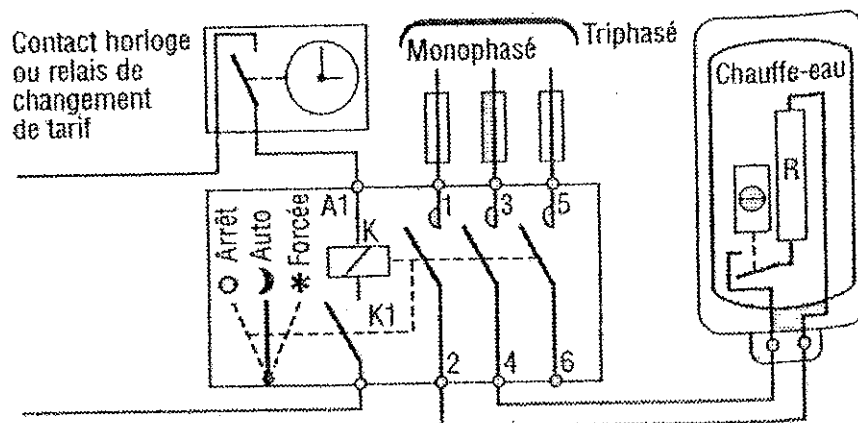 Contact horloge
ou relais de
changement
de tarif
Monophasé
Triphasé
Chauffe-eau
R
A1
1
3
5
K
Arrêt
Auto
Forcée
K1
2
4
6